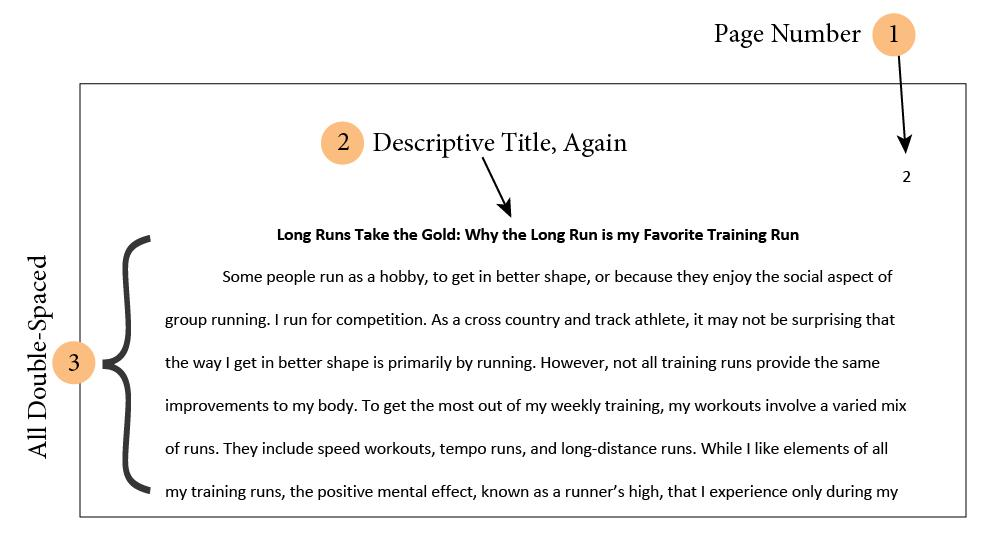 Page Number 1
2 Descriptive Title, Again
2
Long Runs Take the Gold: Why the Long Run is my Favorite Training Run
Some people run as a hobby, to get in better shape, or because they enjoy the social aspect of
group running. I run for competition. As a cross country and track athlete, it may not be surprising that
the way I get in better shape is primarily by running. However, not all training runs provide the same
improvements to my body. To get the most out of my weekly training, my workouts involve a varied mix
of runs. They include speed workouts, tempo runs, and long-distance runs. While I like elements of all
my training runs, the positive mental effect, known as a runner’s high, that I experience only during my
All Double-Spaced
3